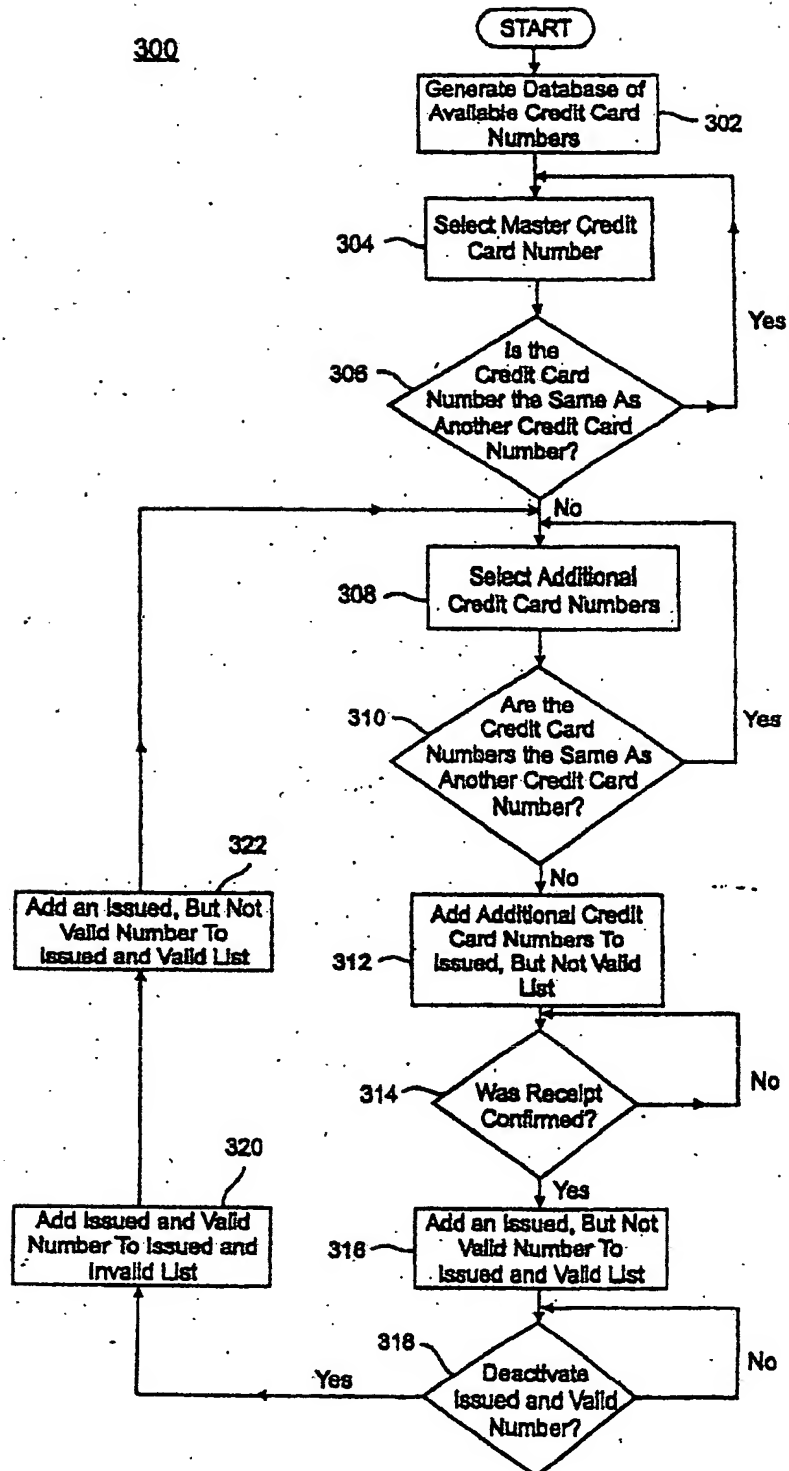 300
START
Generate Database of
Available Credit Card
Numbers
302
304
Select Master Credit
Card Number
Yes
306
Is the
Credit Card
Number the Same As
Another Credit Card
Number?
No
308
Select Additional
Credit Card Numbers
310
Are the
Credit Card
Numbers the Same As
Another Credit Card
Number?
Yes
No
322
Add an Issued, But Not
Valid Number To
Issued and Valid List
312
Add Additional Credit
Card Numbers To
Issued, But Not Valid
List
314
Was Receipt
Confirmed?
No
Yes
320
Add Issued and Valid
Number To Issued and
Invalid List
316
Add an Issued, But Not
Valid Number To
Issued and Valid List
318
Deactivate
Issued and Valid
Number?
No
Yes